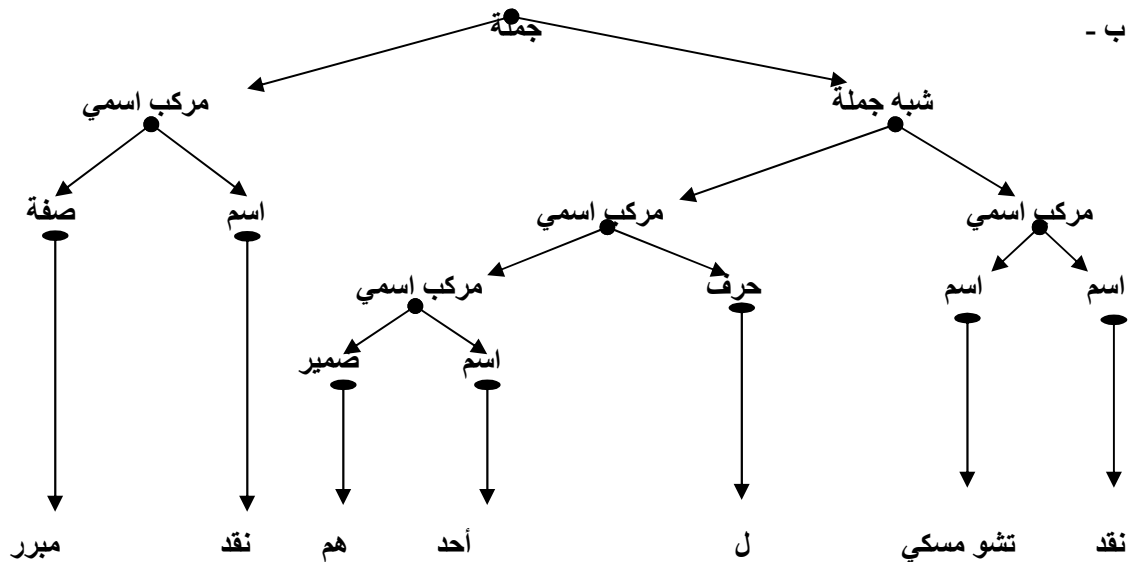 ب -
جملة
شبه جملة مركب اسمي
مركب اسمي مركب اسمي اسم صفة
اسم اسم حرف مركب اسمي
اسم صمير
نقد تشو مسكي ل أحد هم نقد مبرر